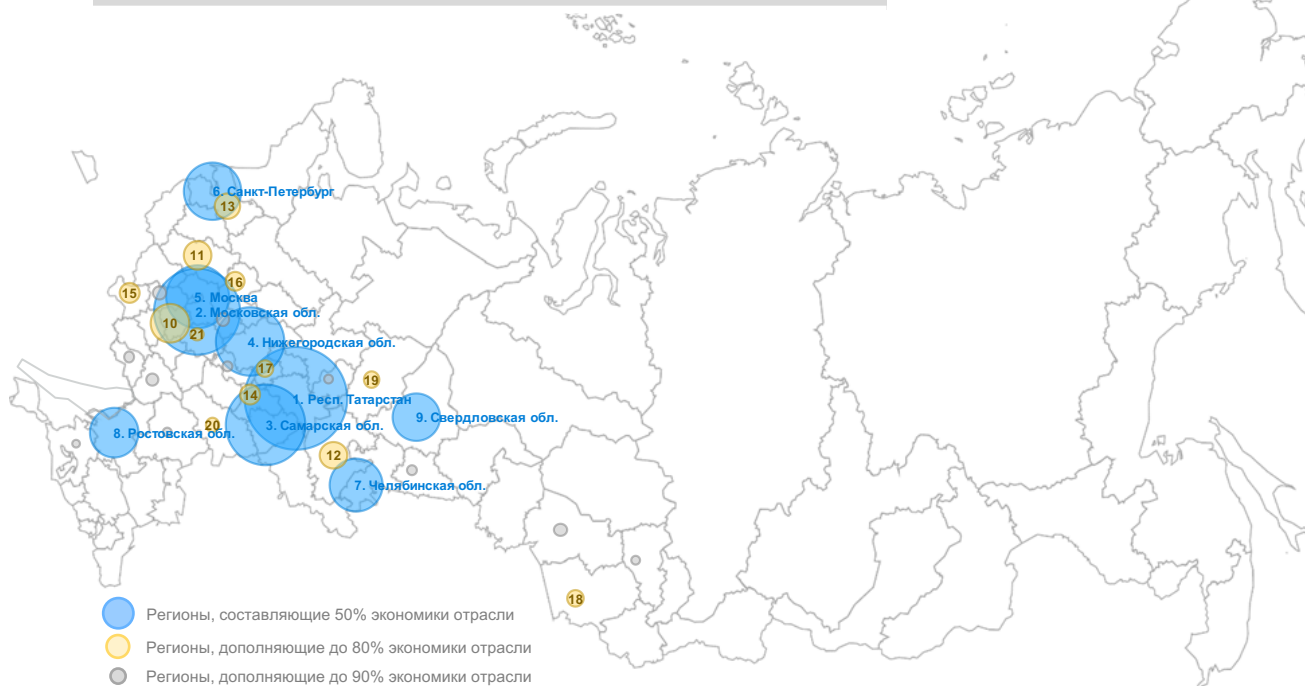 6. Санкт-Петербург
13
11
16
15
5. Москва
2. Московская обл.
10
21
4. Нижегородская обл.
17
19
14
1. Респ. Татарстан
9. Свердловская обл.
20
3. Самарская обл.
8. Ростовская обл.
12
7. Челябинская обл.
18
Регионы, составляющие 50% экономики отрасли
Регионы, дополняющие до 80% экономики отрасли
Регионы, дополняющие до 90% экономики отрасли